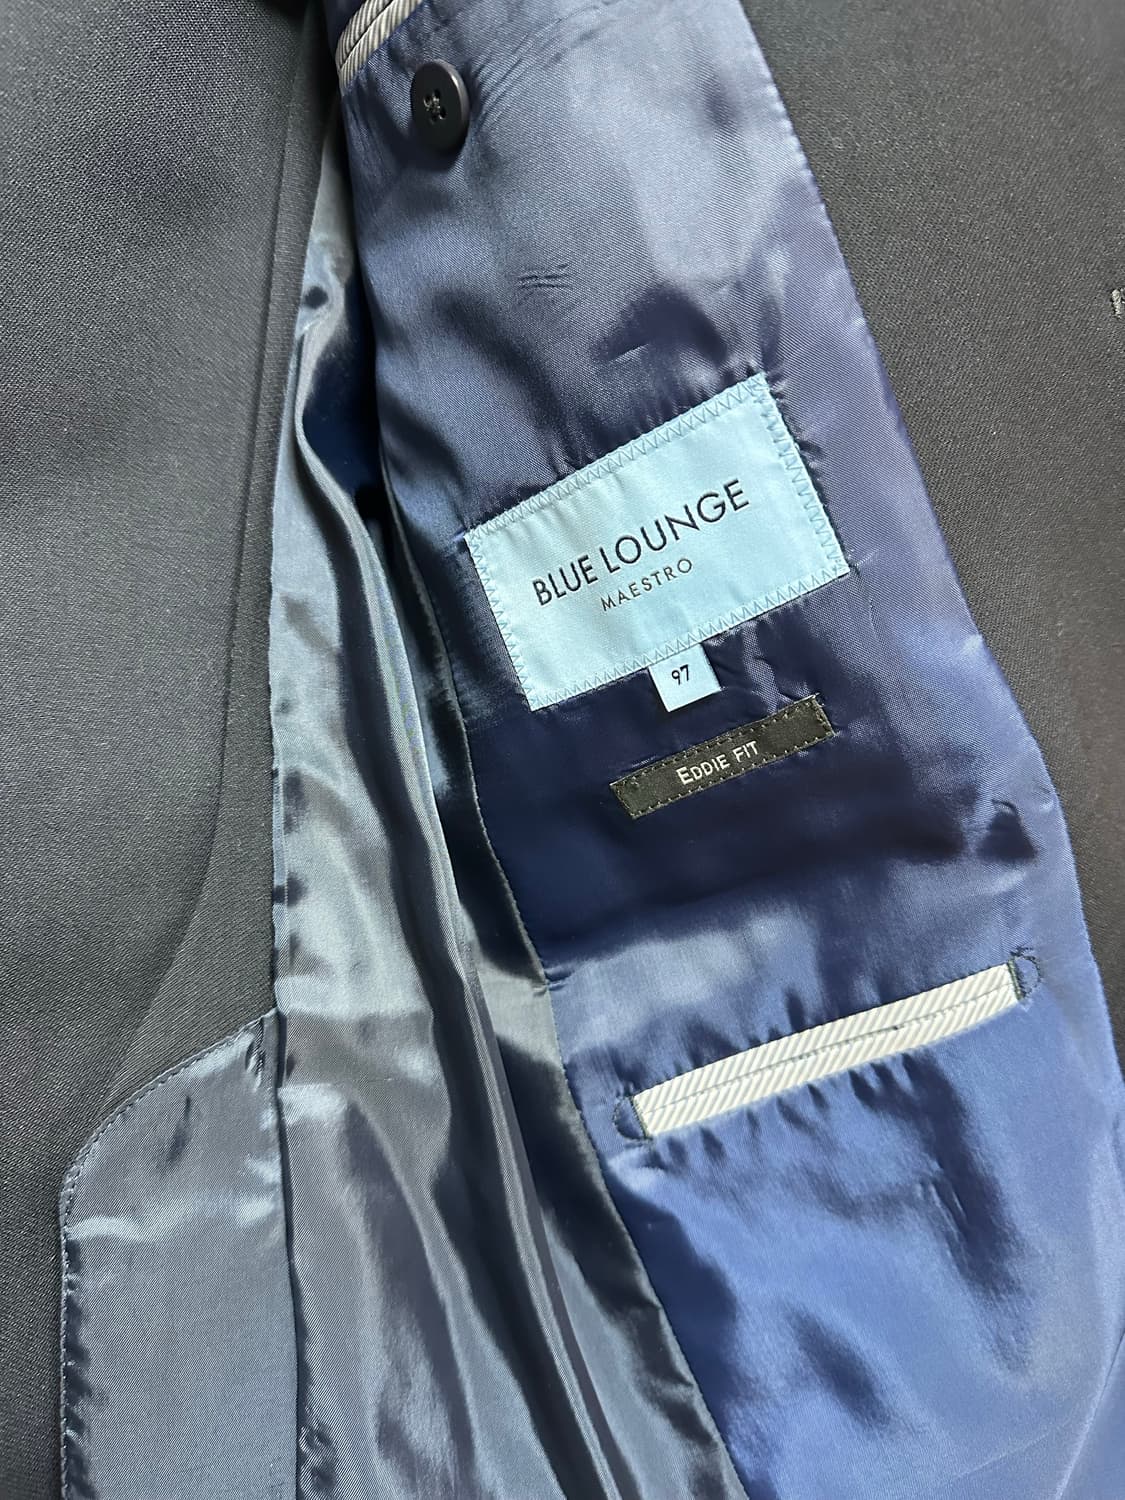 BLUE LOUNGE
MAESTRO
97
EDDIE FIT